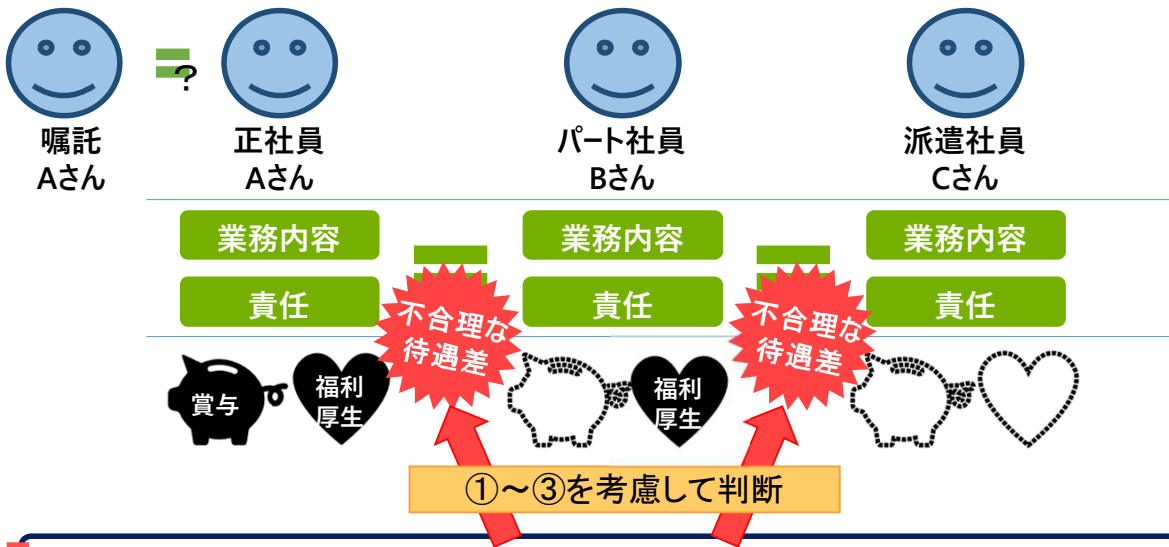 ?
嘱託
Aさん
正社員
Aさん
パート社員
Bさん
派遣社員
Cさん
業務内容
業務内容
業務内容
責任
責任
責任
不合理な
待遇差
不合理な
待遇差
賞与
福利
厚生
福利
厚生
①～③を考慮して判断